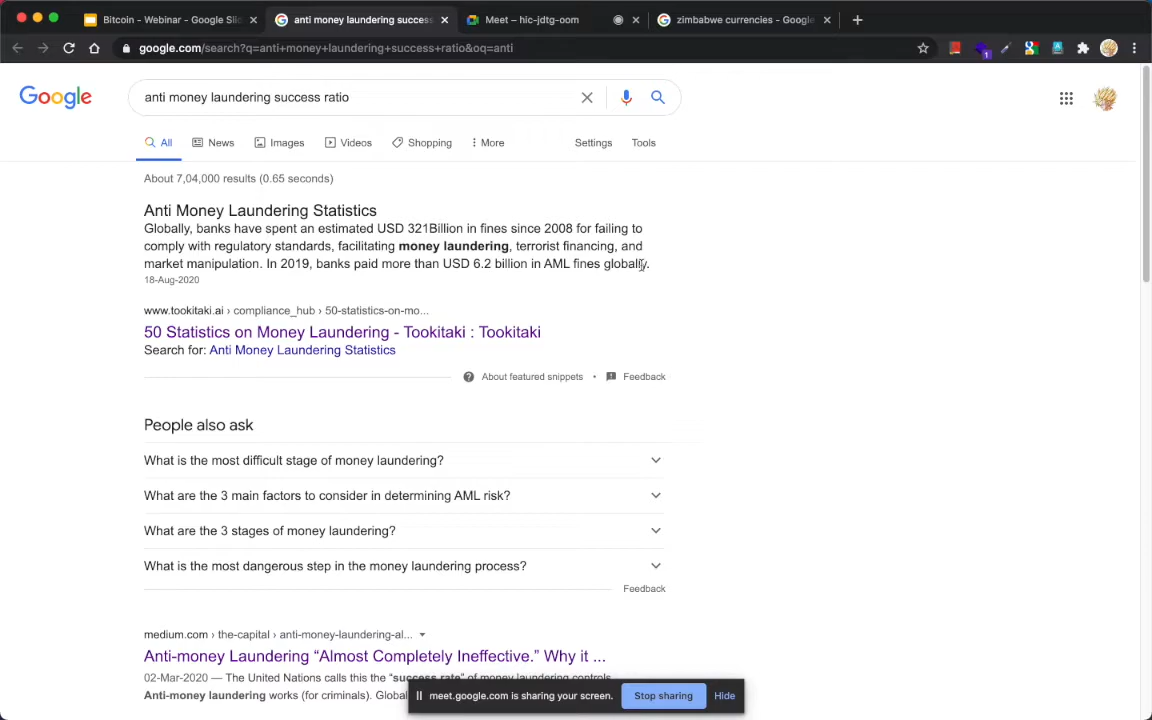 Bitcoin - Webinar - Google Slid
anti money laundering success
Meet – hic-jdtg-oom
zimbabwe currencies - Google
google.com/search?q=anti+money+laundering+success+ratio&oq=anti
1
Google
anti money laundering success ratio
All
News
Images
Videos
Shopping
More
Settings
Tools
About 7,04,000 results (0.65 seconds)
Anti Money Laundering Statistics
Globally, banks have spent an estimated USD 321Billion in fines since 2008 for failing to
comply with regulatory standards, facilitating money laundering, terrorist financing, and
market manipulation. In 2019, banks paid more than USD 6.2 billion in AML fines globally.
18-Aug-2020
www.tookitaki.ai › compliance_hub › 50-statistics-on-mo...
50 Statistics on Money Laundering - Tookitaki : Tookitaki
Search for: Anti Money Laundering Statistics
About featured snippets • Feedback
People also ask
What is the most difficult stage of money laundering?
What are the 3 main factors to consider in determining AML risk?
What are the 3 stages of money laundering?
What is the most dangerous step in the money laundering process?
Feedback
medium.com › the-capital › anti-money-laundering-al...
Anti-money Laundering “Almost Completely Ineffective.” Why it ...
02-Mar-2020 — The United Nations calls this the “success rate” of money laundering controls
Anti-money laundering works (for criminals). Global
meet.google.com is sharing your screen.
Stop sharing
Hide